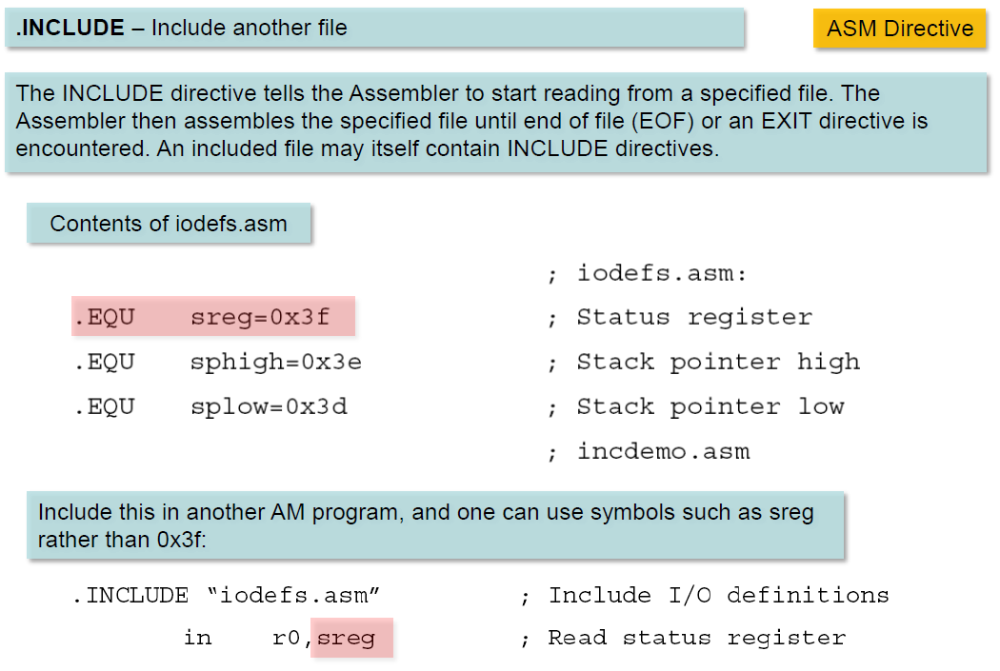 .INCLUDE – Include another file
ASM Directive
The INCLUDE directive tells the Assembler to start reading from a specified file. The
Assembler then assembles the specified file until end of file (EOF) or an EXIT directive is
encountered. An included file may itself contain INCLUDE directives.
Contents of iodefs.asm
; iodefs.asm:
.EQU sreg=0x3f ; Status register
.EQU sphigh=0x3e ; Stack pointer high
.EQU splow=0x3d ; Stack pointer low
; incdemo.asm
Include this in another AM program, and one can use symbols such as sreg
rather than 0x3f:
.INCLUDE “iodefs.asm” ; Include I/O definitions
in r0,sreg ; Read status register